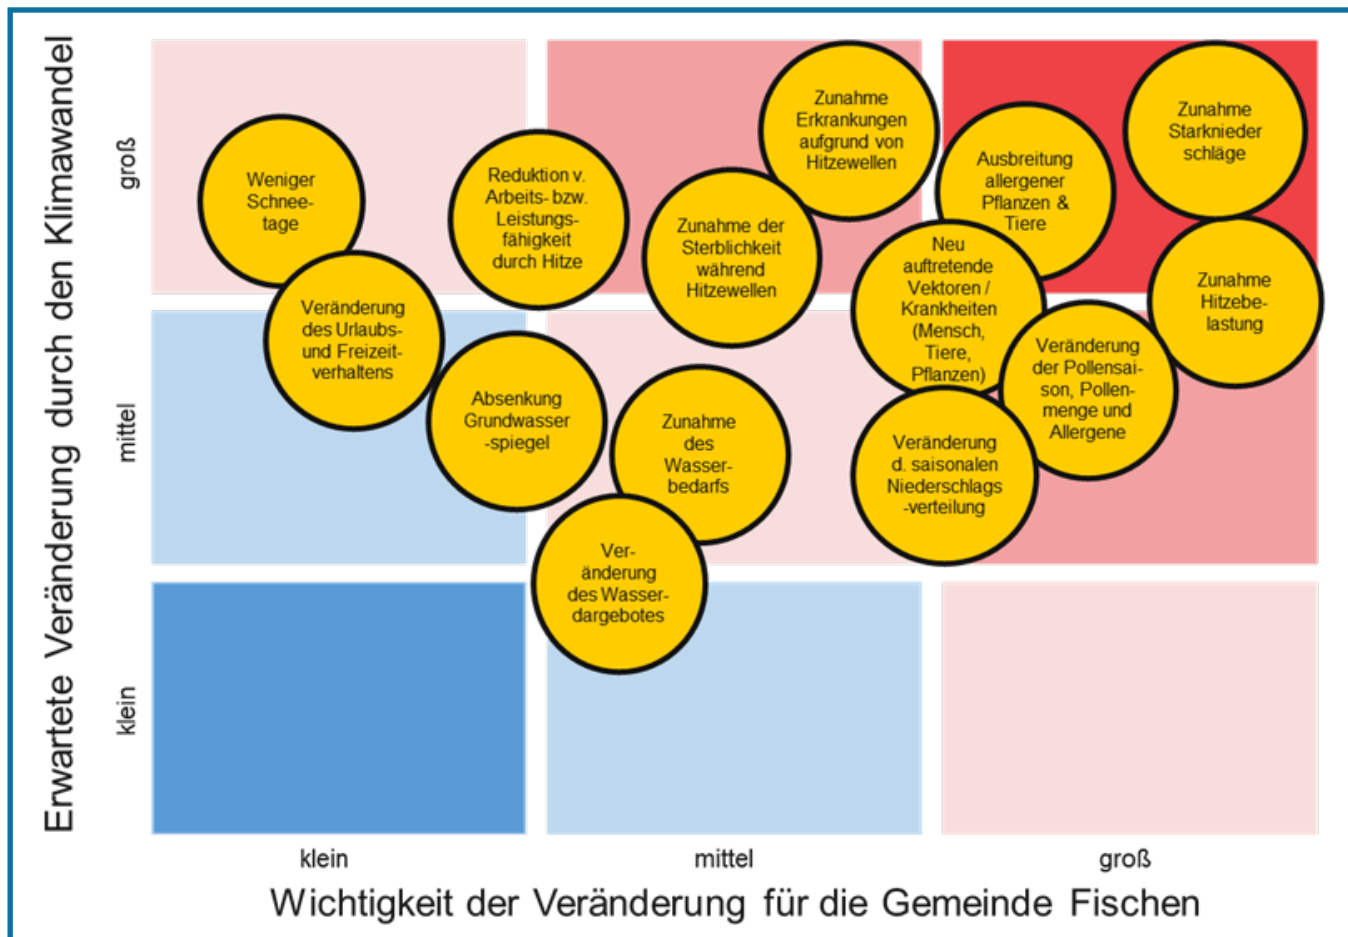 Erwartete Veränderung durch den Klimawandel
groß
mittel
klein
Weniger
Schnee-
tage
Reduktion v.
Arbeits- bzw.
Leistungs-
fähigkeit
durch Hitze
Zunahme der
Sterblichkeit
während
Hitzewellen
Zunahme
Erkrankungen
aufgrund von
Hitzewellen
Ausbreitung
allergener
Pflanzen &
Tiere
Zunahme
Starknieder
schläge
Veränderung
des Urlaubs-
und Freizeit-
verhaltens
Absenkung
Grundwasser
-spiegel
Zunahme
des
Wasser-
bedarfs
Ver-
änderung
des Wasser-
dargebotes
Neu
auftretende
Vektoren /
Krankheiten
(Mensch,
Tiere,
Pflanzen)
Veränderung
der Pollensai-
son, Pollen-
menge und
Allergene
Zunahme
Hitzebe-
lastung
Veränderung
d. saisonalen
Niederschlags
-verteilung
klein
mittel
groß
Wichtigkeit der Veränderung für die Gemeinde Fischen